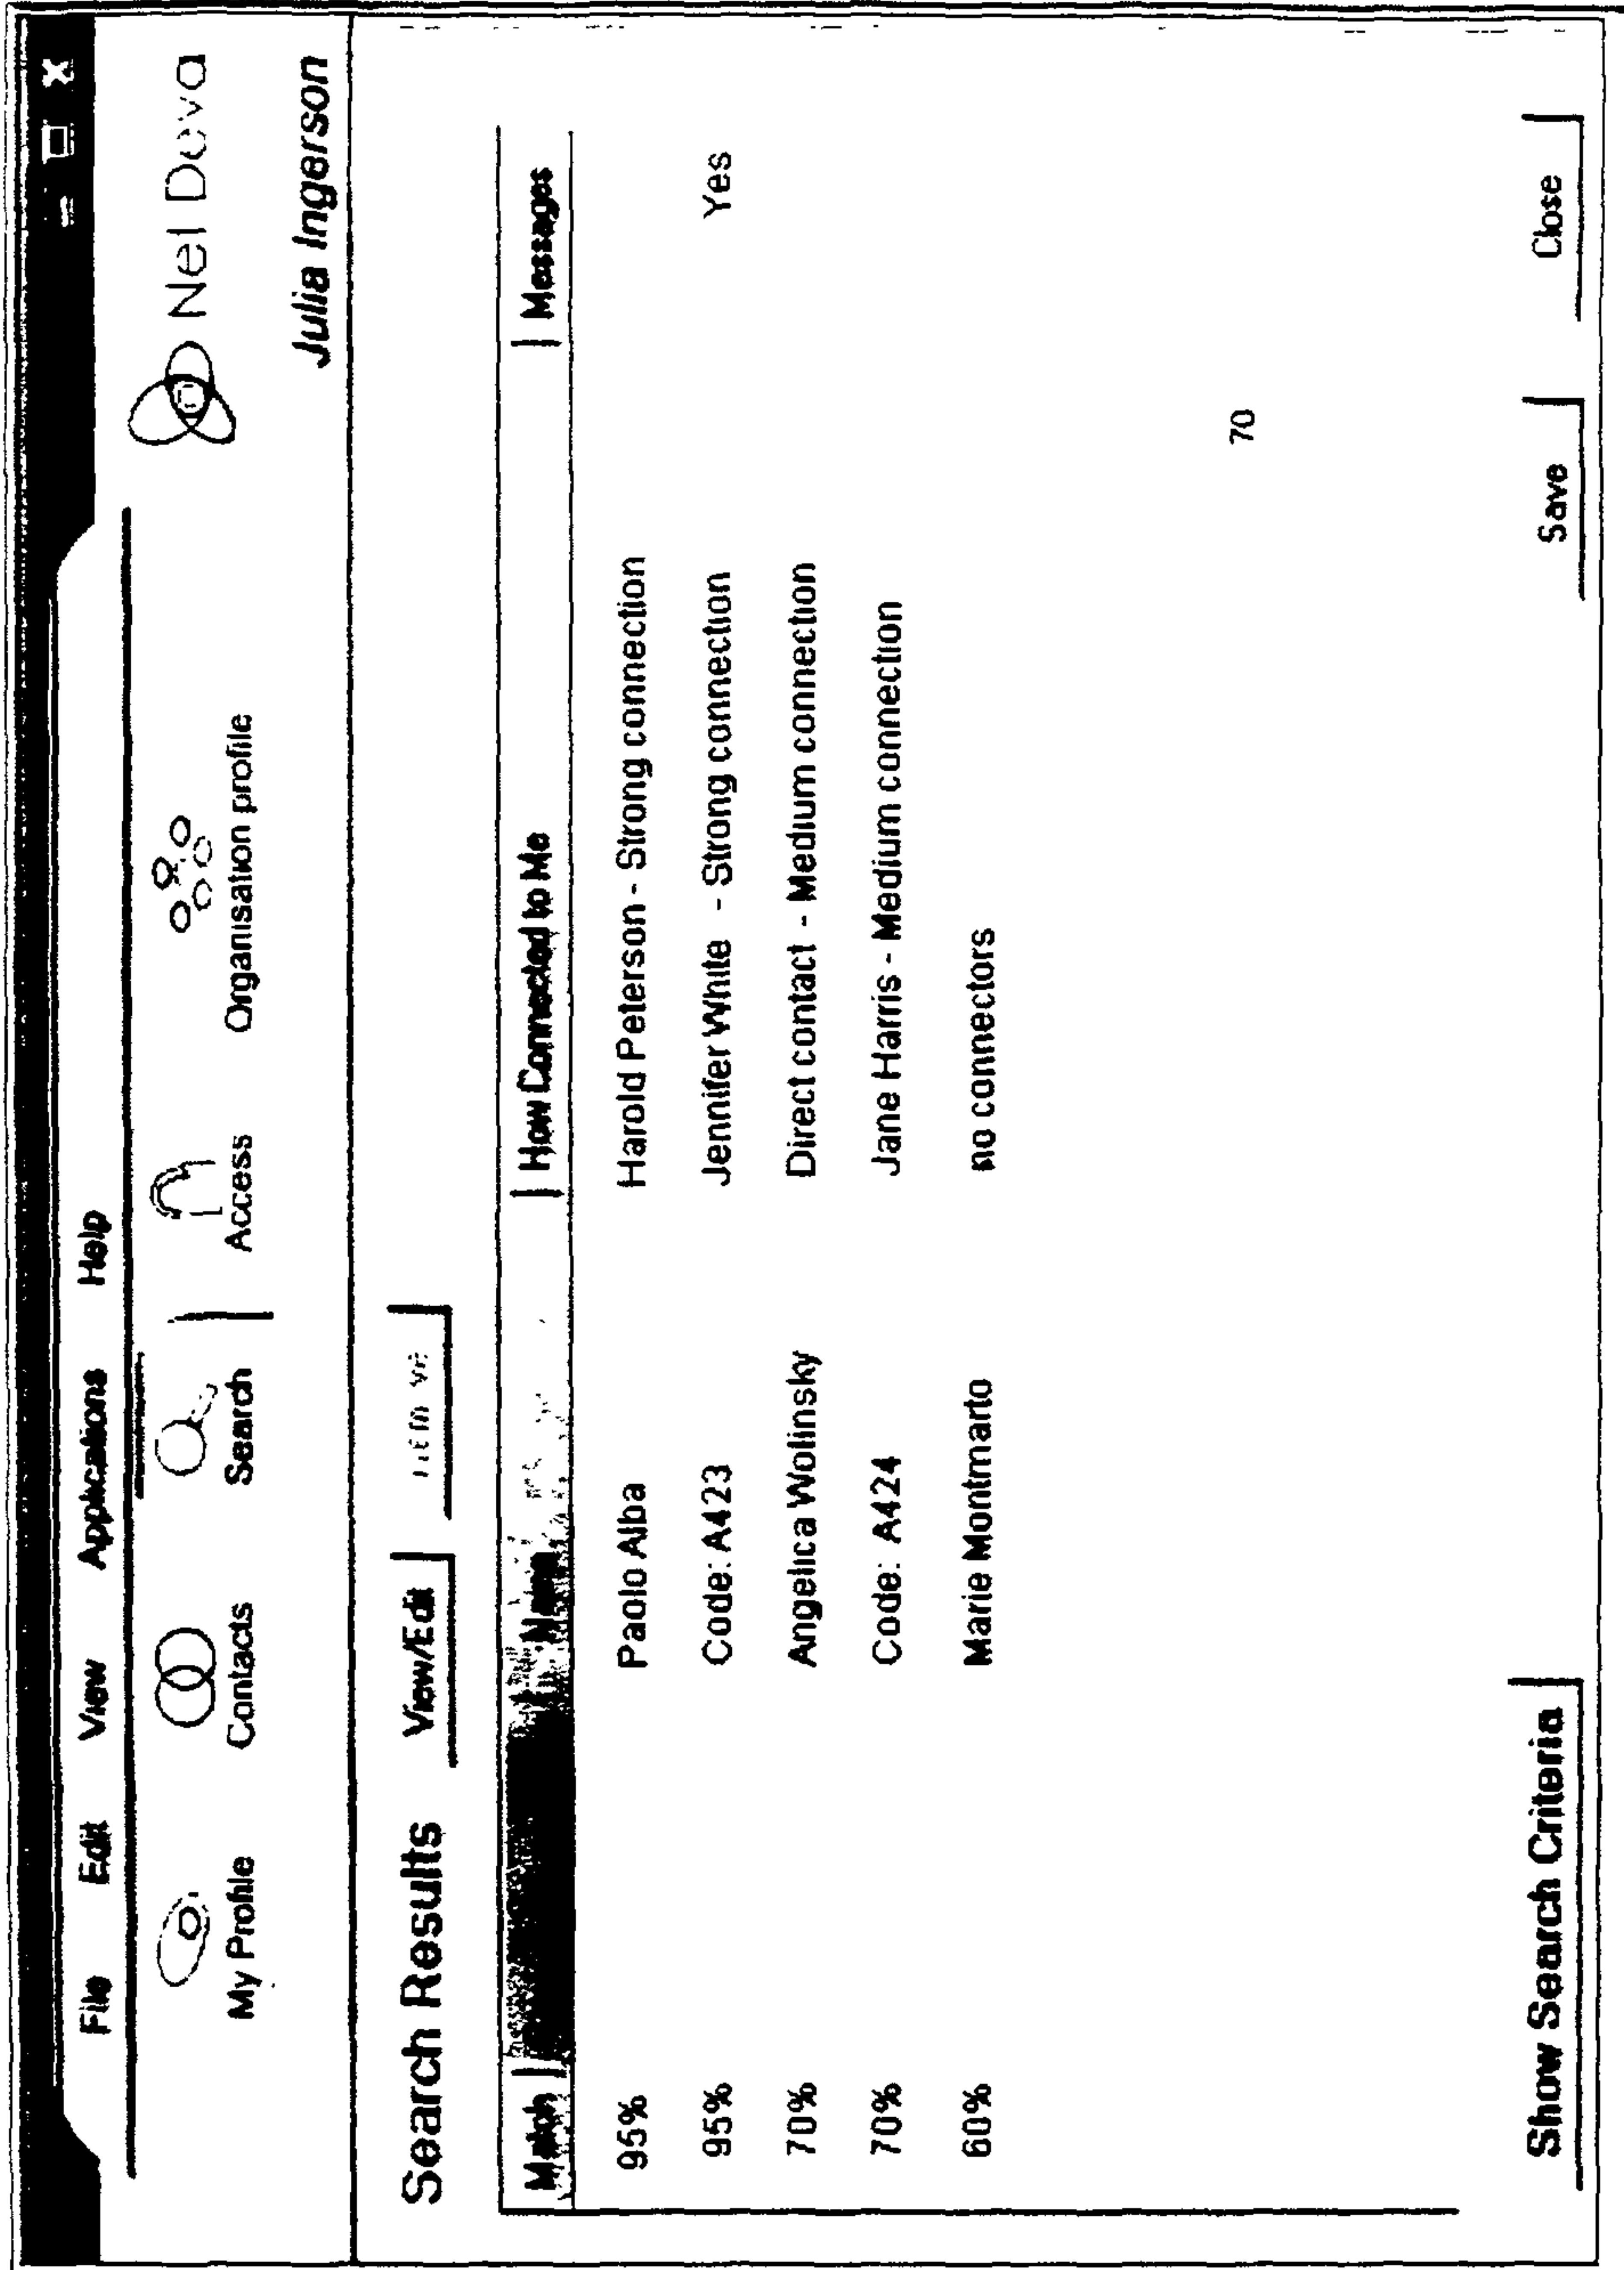 File Edit View Applications Help
My Profile Contacts Search Access Organisation profile Nel Deva
Julia Ingerson
Search Results View/Edit
Match Name How Connected to Me Messages
95% Paolo Alba Harold Peterson - Strong connection
95% Code: A423 Jennifer White - Strong connection Yes
70% Angelica Wolinsky Direct contact - Medium connection
70% Code: A424 Jane Harris - Medium connection
60% Marie Montmarto no connectors
70
Show Search Criteria Save Close